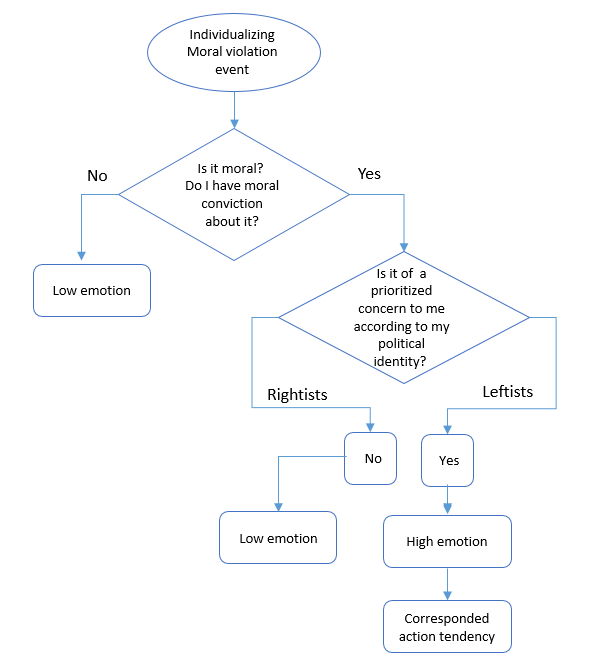 Individualizing
Moral violation
event
No
Is it moral?
Do I have moral
conviction
about it?
Yes
Low emotion
Is it of a
prioritized
concern to me
according to my
political
identity?
Rightists
Leftists
No
Yes
Low emotion
High emotion
Corresponded
action tendency